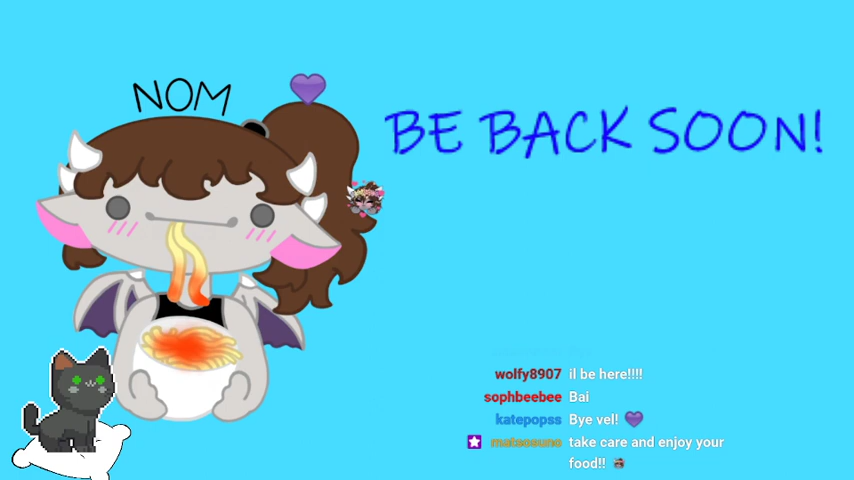 NOM
BE BACK SOON!
wolfy8907 il be here!!!!
sophbeebee Bai
katepopss Bye vel! 💜
take care and enjoy your
food!!